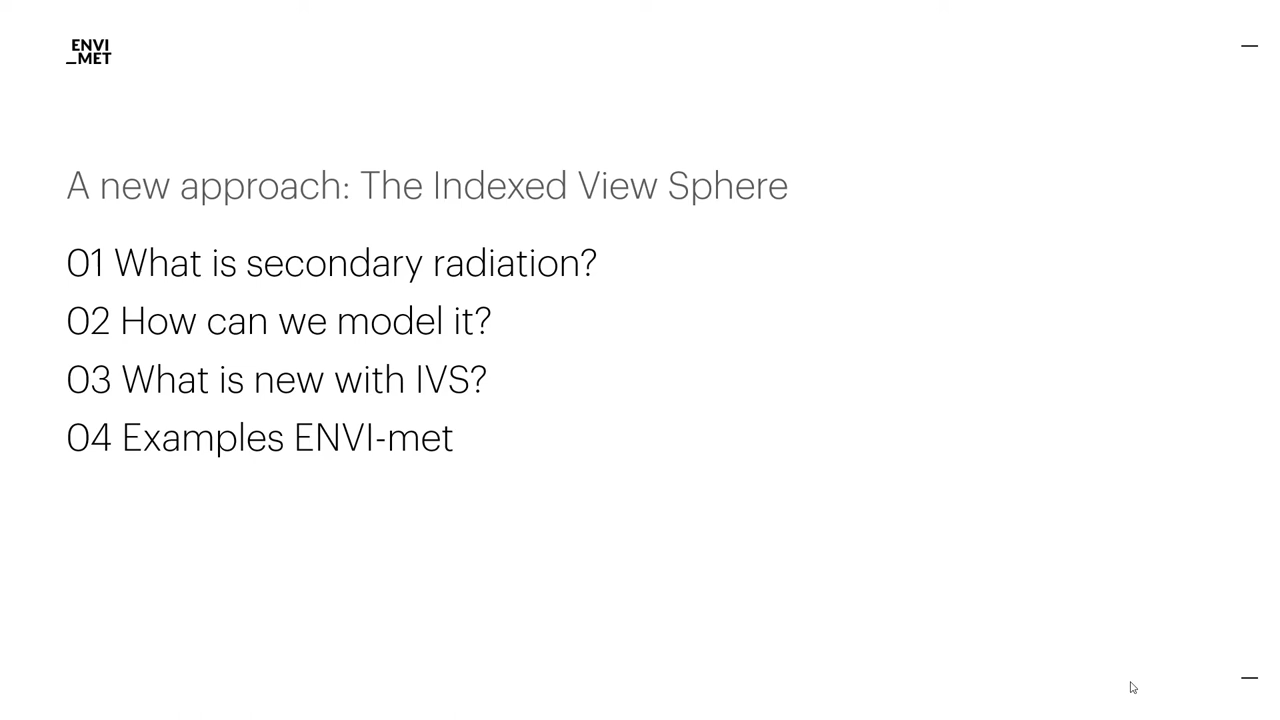 ENVI
_MET
A new approach: The Indexed View Sphere
01 What is secondary radiation?
02 How can we model it?
03 What is new with IVS?
04 Examples ENVI-met